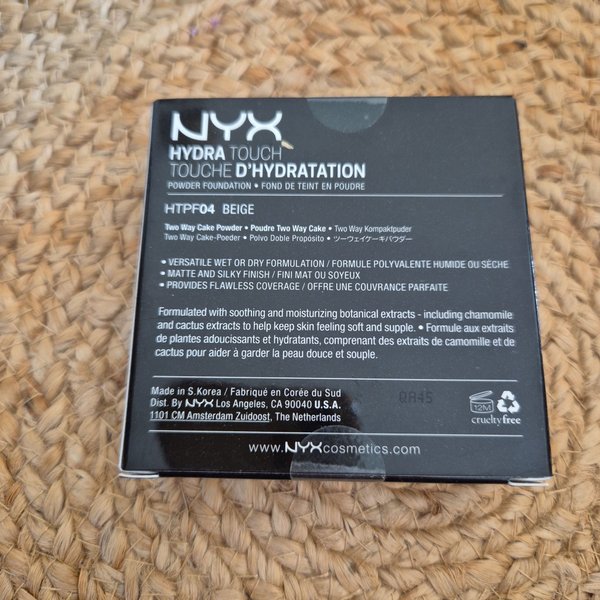 NYX
HYDRA TOUCH
TOUCHE D'HYDRATATION
POWDER FOUNDATION • FOND DE TEINT EN POUDRE
HTPF04 BEIGE
Two Way Cake Powder • Poudre Two Way Cake • Two Way Kompaktpuder
Two Way Cake-Poeder • Polvo Doble Propósito • ツーウェイケーキパウダー
• VERSATILE WET OR DRY FORMULATION / FORMULE POLYVALENTE HUMIDE OU SÈCHE
• MATTE AND SILKY FINISH / FINI MAT OU SOYEUX
• PROVIDES FLAWLESS COVERAGE / OFFRE UNE COUVRANCE PARFAITE
Formulated with soothing and moisturizing botanical extracts - including chamomile
and cactus extracts to help keep skin feeling soft and supple. • Formule aux extraits
de plantes adoucissants et hydratants, comprenant des extraits de camomille et de
cactus pour aider à garder la peau douce et souple.
Made in S.Korea / Fabriqué en Corée du Sud
Dist. By NYX Los Angeles, CA 90040 U.S.A.
1101 CM Amsterdam Zuidoost, The Netherlands
12M
crueltyfree
www.NYXcosmetics.com